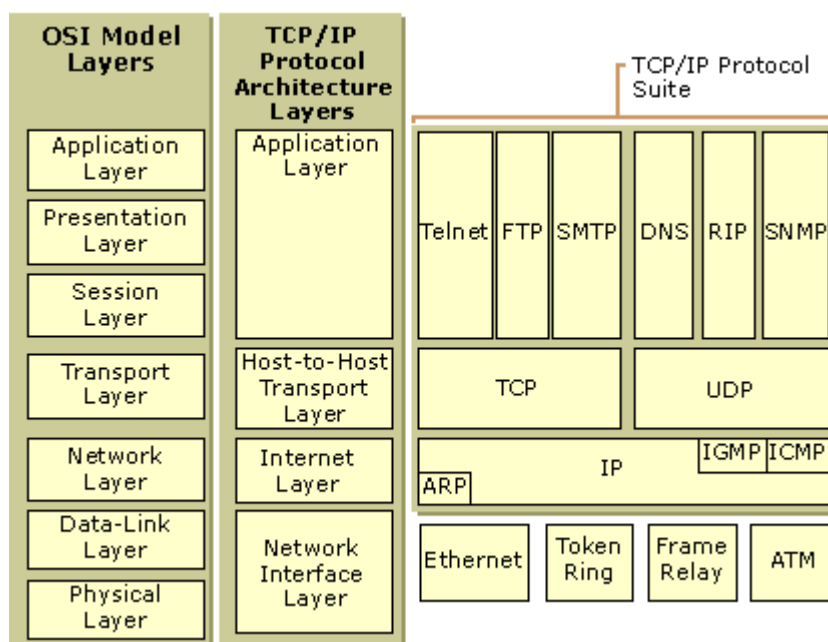 OSI Model
Layers
Application
Layer
Presentation
Layer
Session
Layer
Transport
Layer
Network
Layer
Data-Link
Layer
Physical
Layer
TCP/IP
Protocol
Architecture
Layers
Application
Layer
Host-to-Host
Transport
Layer
Internet
Layer
Network
Interface
Layer
TCP/IP Protocol
Suite
Telnet FTP SMTP DNS RIP SNMP
TCP UDP
IP IGMP ICMP
ARP
Ethernet
Token
Ring
Frame
Relay
ATM